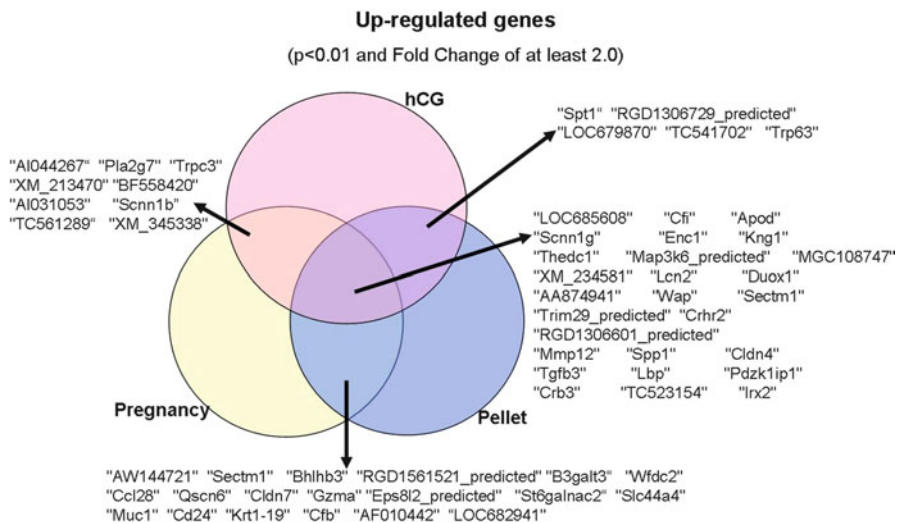 Up-regulated genes
(p<0.01 and Fold Change of at least 2.0)
hCG
"Spt1" "RGD1306729_predicted"
"LOC679870" "TC541702" "Trp63"
"AI044267" "Pla2g7" "Trpc3"
"XM_213470" "BF558420"
"AI031053" "Scnn1b"
"TC561289" "XM_345338"
"LOC685608" "Cfi" "Apod"
"Scnn1g" "Enc1" "Kng1"
"Thedc1" "Map3k6_predicted" "MGC108747"
"XM_234581" "Lcn2" "Duox1"
"AA874941" "Wap" "Sectm1"
"Trim29_predicted" "Crhr2"
"RGD1306601_predicted"
"Mmp12" "Spp1" "Cldn4"
"Tgfb3" "Lbp" "Pdzk1ip1"
"Crb3" "TC523154" "Irx2"
Pregnancy
Pellet
"AW144721" "Sectm1" "Bhlhb3" "RGD1561521_predicted" "B3galt3" "Wfdc2"
"Ccl28" "Qscn6" "Cldn7" "Gzma" "Eps8l2_predicted" "St6galnac2" "Slc44a4"
"Muc1" "Cd24" "Krt1-19" "Cfb" "AF010442" "LOC682941"